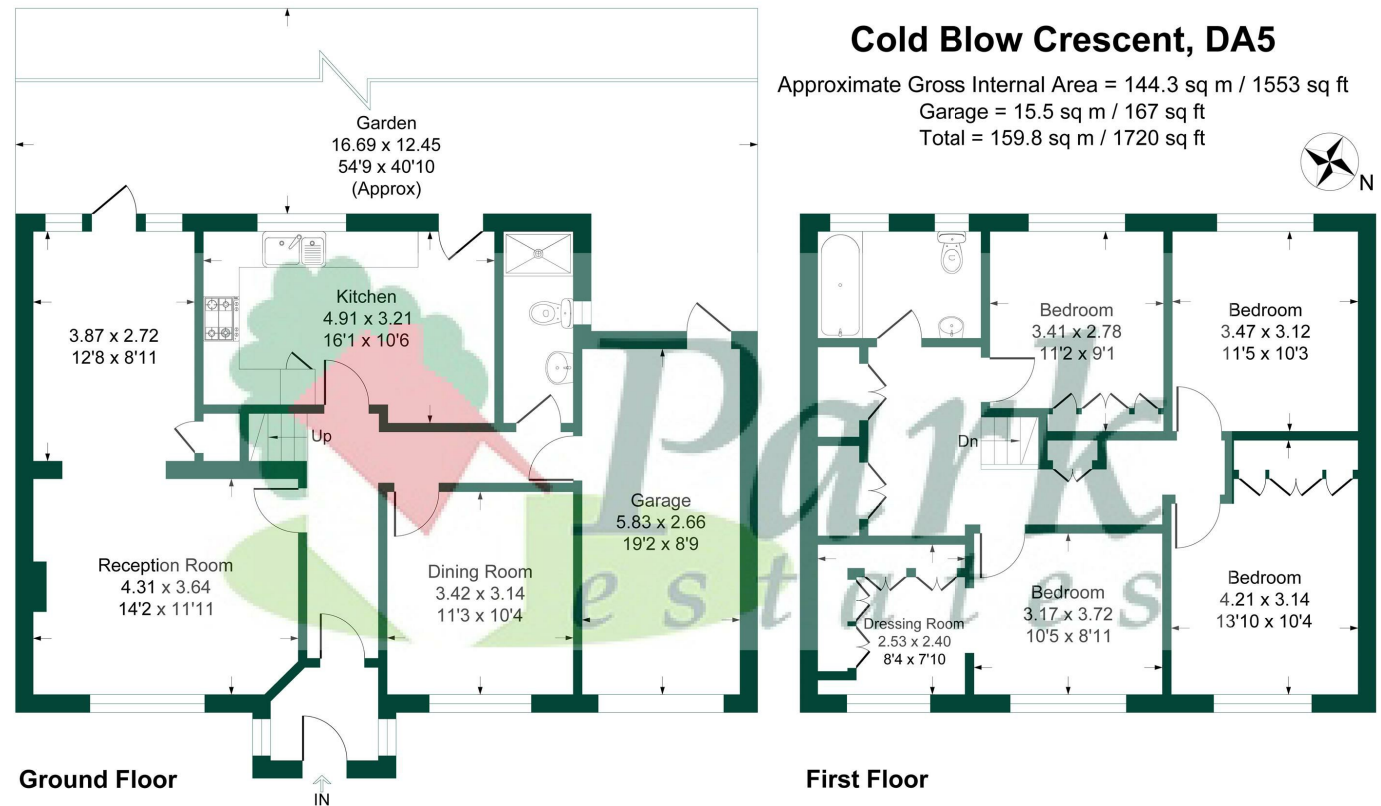 Cold Blow Crescent, DA5
Approximate Gross Internal Area = 144.3 sq m / 1553 sq ft
Garage = 15.5 sq m / 167 sq ft
Total = 159.8 sq m / 1720 sq ft
N
Garden
16.69 x 12.45
54'9 x 40'10
(Approx)
3.87 x 2.72
12'8 x 8'11
Kitchen
4.91 x 3.21
16'1 x 10'6
Up
Reception Room
4.31 x 3.64
14'2 x 11'11
Dining Room
3.42 x 3.14
11'3 x 10'4
Garage
5.83 x 2.66
19'2 x 8'9
IN
Ground Floor
Bedroom
3.41 x 2.78
11'2 x 9'1
Bedroom
3.47 x 3.12
11'5 x 10'3
Dn
Dressing Room
2.53 x 2.40
8'4 x 7'10
Bedroom
3.17 x 3.72
10'5 x 8'11
Bedroom
4.21 x 3.14
13'10 x 10'4
First Floor
Park
estates